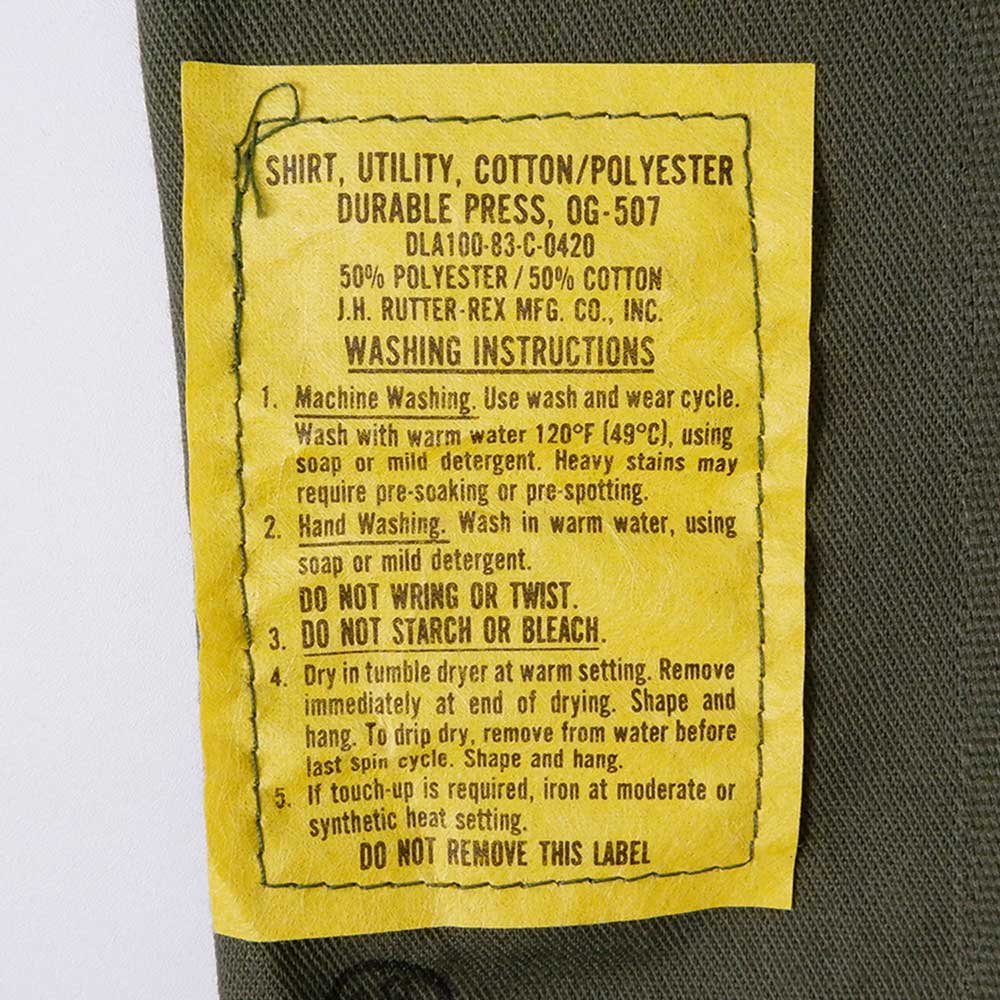 SHIRT, UTILITY, COTTON/POLYESTER
DURABLE PRESS, OG-507
DLA100-83-C-0420
50% POLYESTER / 50% COTTON
J.H. RUTTER-REX MFG. CO., INC.
WASHING INSTRUCTIONS
1. Machine Washing. Use wash and wear cycle.
Wash with warm water 120°F (49°C), using
soap or mild detergent. Heavy stains may
require pre-soaking or pre-spotting.
2. Hand Washing. Wash in warm water, using
soap or mild detergent.
DO NOT WRING OR TWIST.
3. DO NOT STARCH OR BLEACH.
4. Dry in tumble dryer at warm setting. Remove
immediately at end of drying. Shape and
hang. To drip dry, remove from water before
last spin cycle. Shape and hang.
5. If touch-up is required, iron at moderate or
synthetic heat setting.
DO NOT REMOVE THIS LABEL